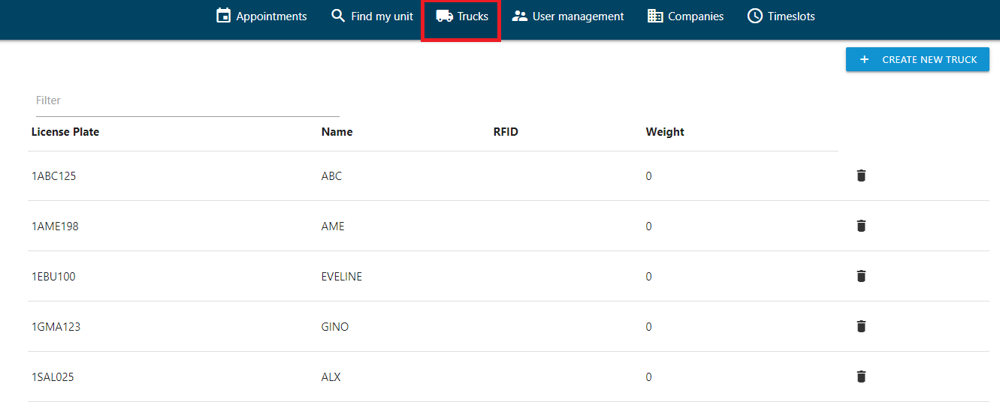 Appointments Find my unit Trucks User management Companies Timeslots
+ CREATE NEW TRUCK
Filter
License Plate Name RFID Weight
1ABC125 ABC 0
1AME198 AME 0
1EBU100 EVELINE 0
1GMA123 GINO 0
1SAL025 ALX 0